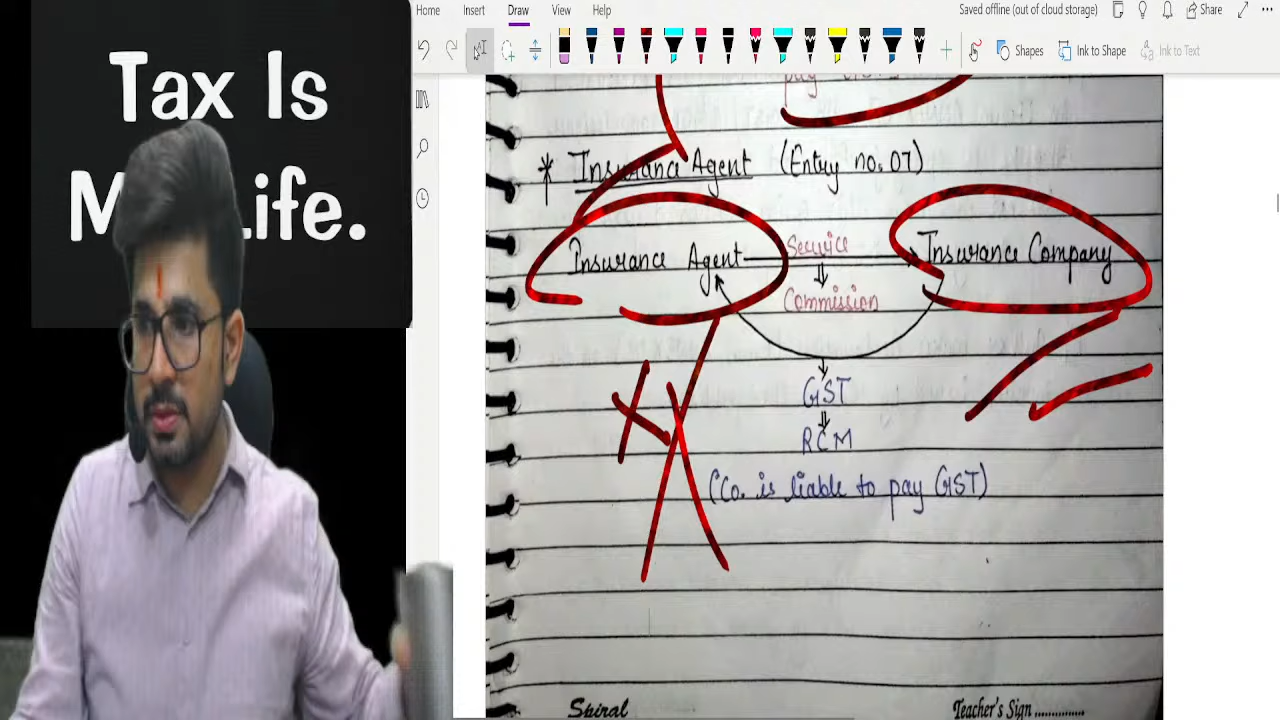 Home Insert Draw View Help
Saved offline (out of cloud storage)
Share
Shapes
Ink to Shape
Ink to Text
Tax Is
Life.
pay
* Insurance Agent (Entry no. 07)
Insurance Agent
Service
Insurance Company
Commission
GST
RCM
(Co. is liable to pay GST)
Spiral
Teacher's Sign ..............